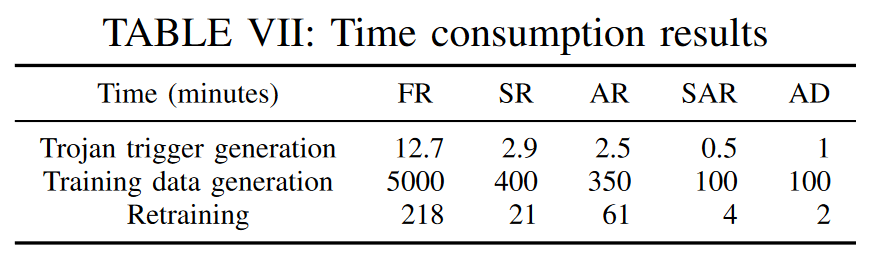 TABLE VII: Time consumption results
Time (minutes) FR SR AR SAR AD
Trojan trigger generation 12.7 2.9 2.5 0.5 1
Training data generation 5000 400 350 100 100
Retraining 218 21 61 4 2